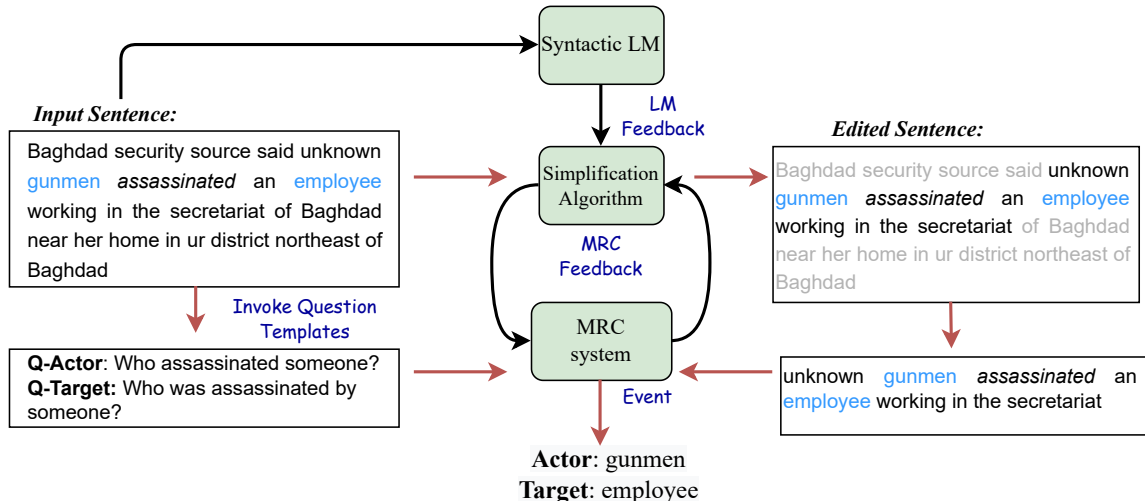 Syntactic LM
LM
Feedback
Input Sentence:
Baghdad security source said unknown
gunmen assassinated an employee
working in the secretariat of Baghdad
near her home in ur district northeast of
Baghdad
Simplification
Algorithm
Edited Sentence:
Baghdad security source said unknown
gunmen assassinated an employee
working in the secretariat of Baghdad
near her home in ur district northeast of
Baghdad
MRC
Feedback
Invoke Question
Templates
Q-Actor: Who assassinated someone?
Q-Target: Who was assassinated by
someone?
MRC
system
Event
unknown gunmen assassinated an
employee working in the secretariat
Actor: gunmen
Target: employee